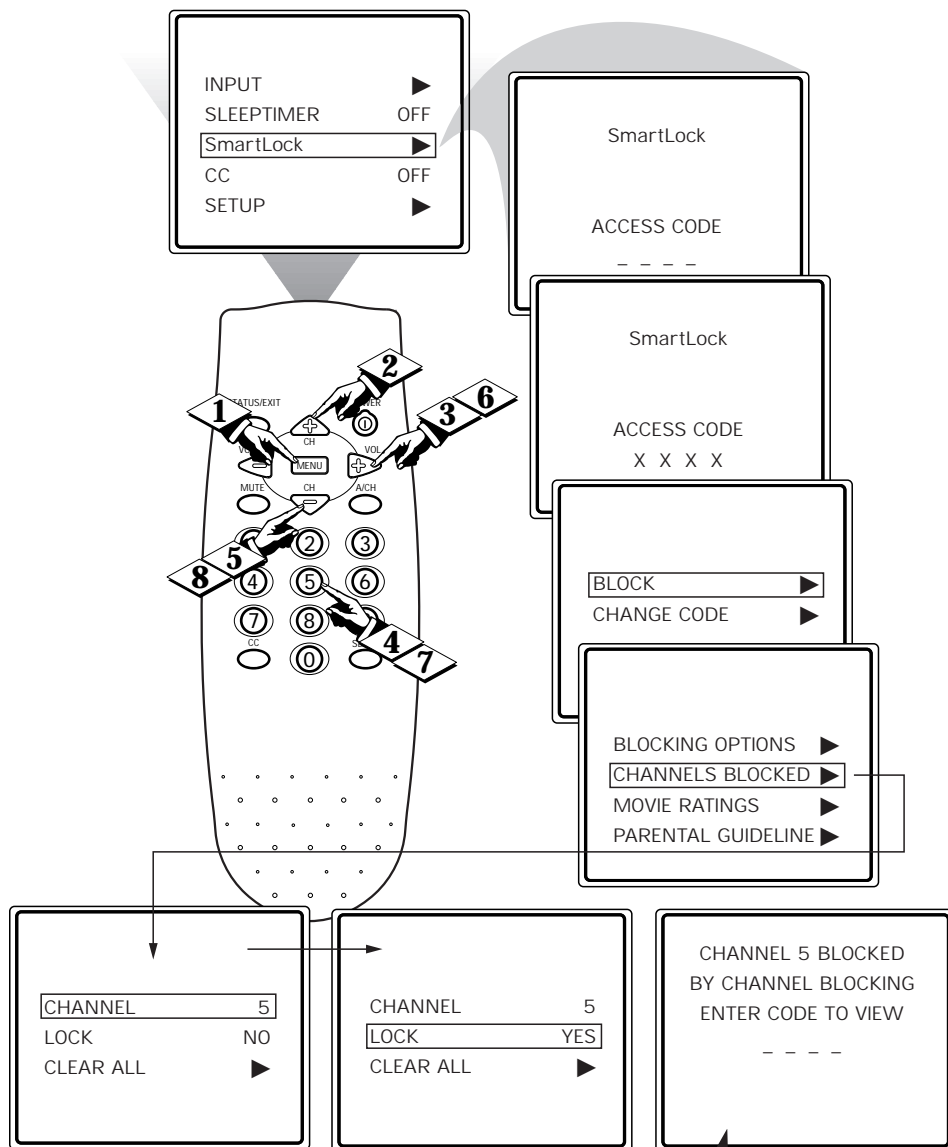 INPUT ▶
SLEEPTIMER OFF
SmartLock ▶
CC OFF
SETUP ▶
SmartLock
ACCESS CODE
_ _ _ _
SmartLock
ACCESS CODE
X X X X
BLOCK ▶
CHANGE CODE ▶
BLOCKING OPTIONS ▶
CHANNELS BLOCKED ▶
MOVIE RATINGS ▶
PARENTAL GUIDELINE ▶
2
1
3 6
CH
VOL
MENU
MUTE
CH
A/CH
5
8
2
3
4
5
6
7
8
4
7
CC
0
CHANNEL 5
LOCK NO
CLEAR ALL ▶
CHANNEL 5
LOCK YES
CLEAR ALL ▶
CHANNEL 5 BLOCKED
BY CHANNEL BLOCKING
ENTER CODE TO VIEW
_ _ _ _